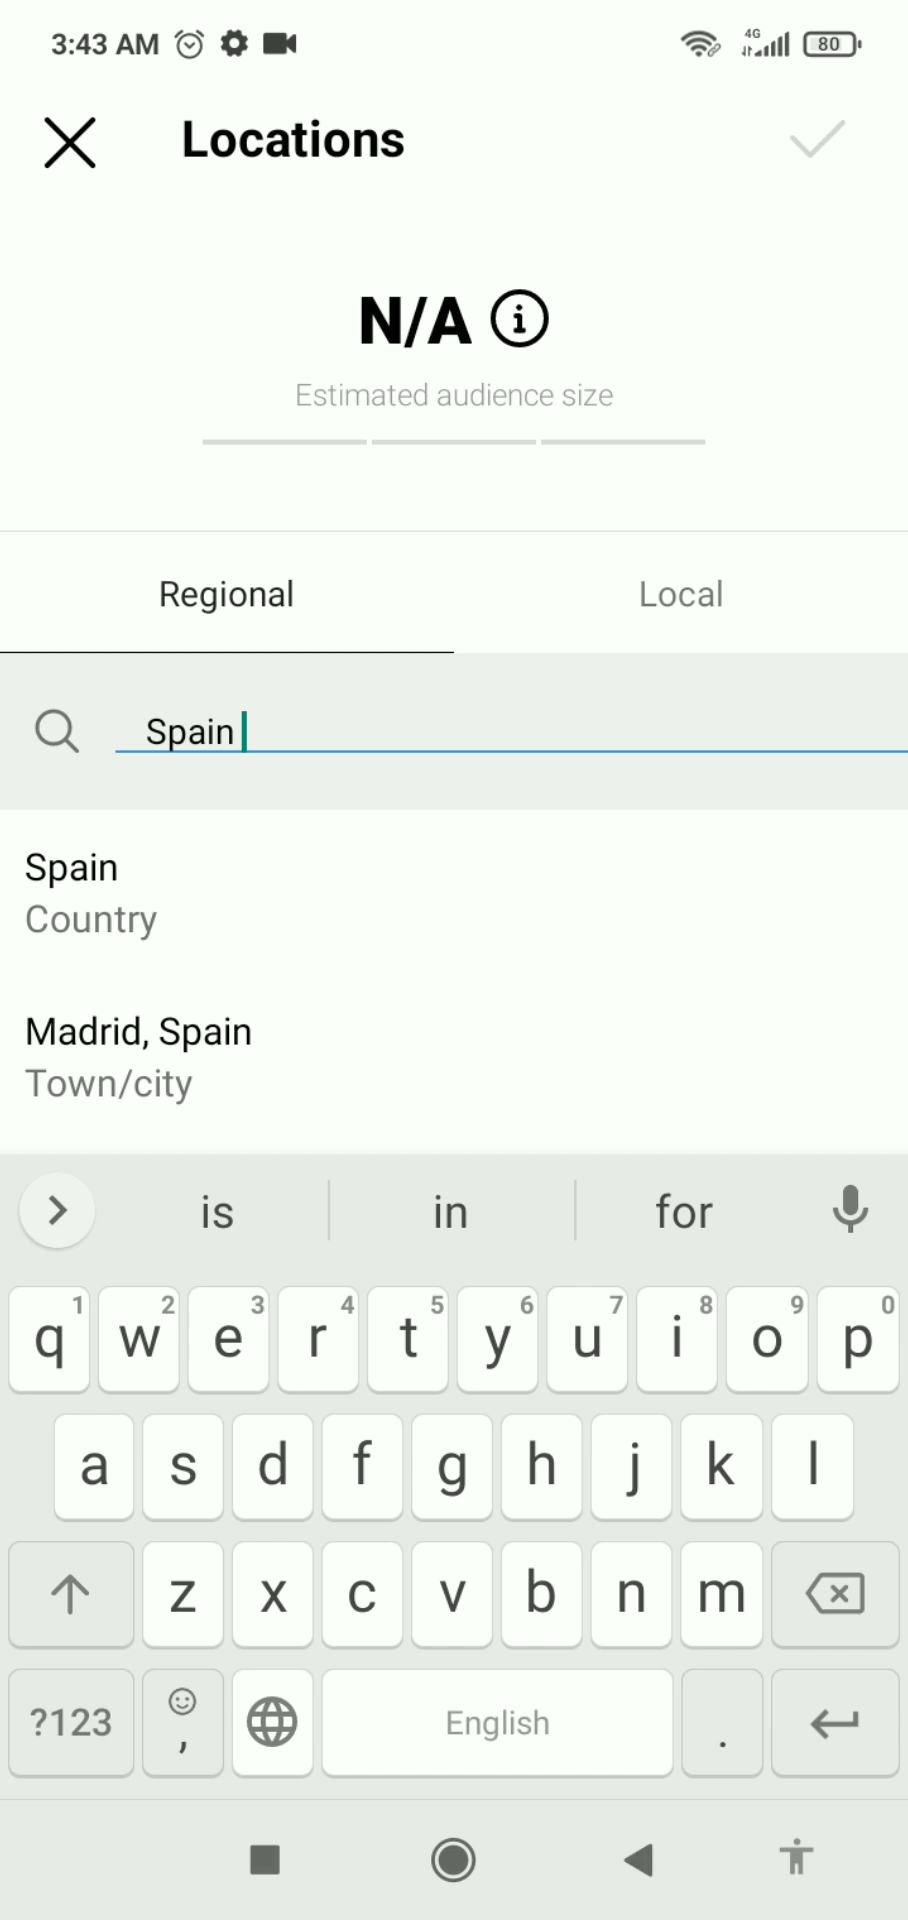 3:43 AM 4G 80
Locations
N/A
Estimated audience size
Regional Local
Spain
Spain
Country
Madrid, Spain
Town/city
is in for
1 2 3 4 5 6 7 8 9 0
q w e r t y u i o p
a s d f g h j k l
z x c v b n m
?123 , English .